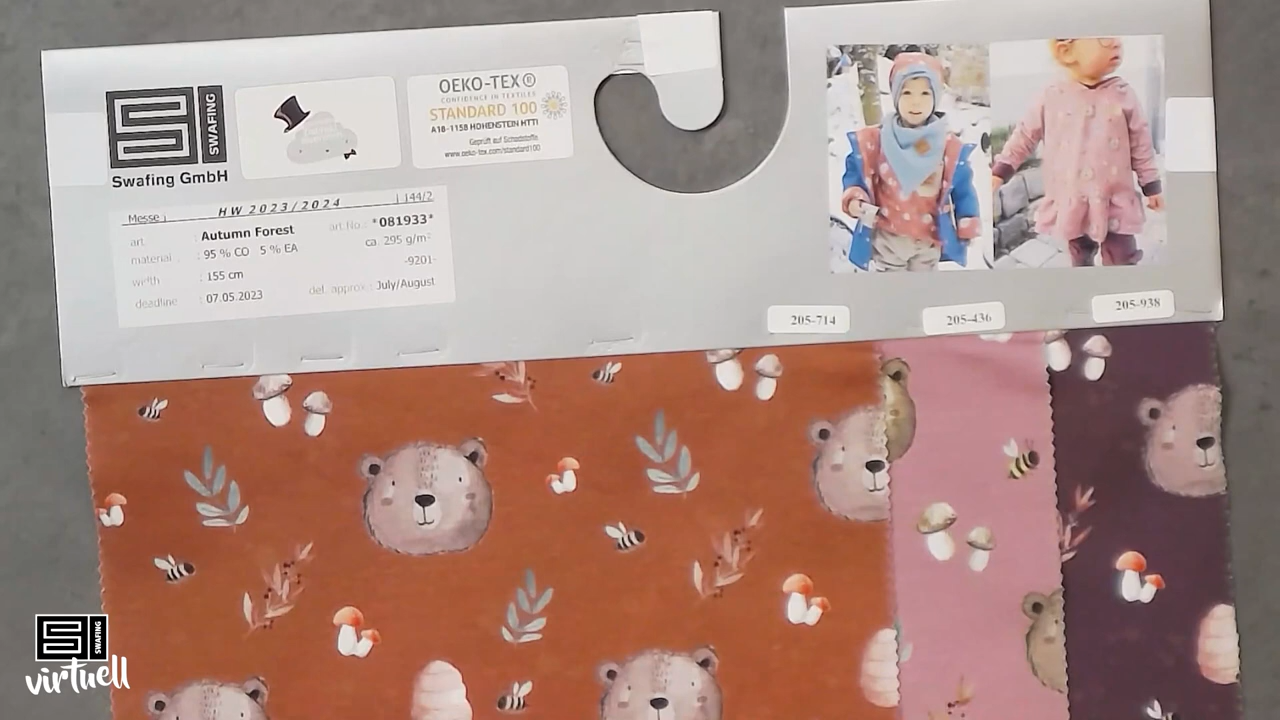 SWAFING
Swafing GmbH
OEKO-TEX®
CONFIDENCE IN TEXTILES
STANDARD 100
A18-1158 HOHENSTEIN HTTI
Geprüft auf Schadstoffe.
www.oeko-tex.com/standard100
Messe : HW 2023/2024 | 144/2
art. : Autumn Forest art.No.: *081933*
material : 95 % CO 5 % EA ca. 295 g/m²
width : 155 cm -9201-
deadline : 07.05.2023 del. approx.: July/August
205-714
205-436
205-938
SWAFING
virtuell